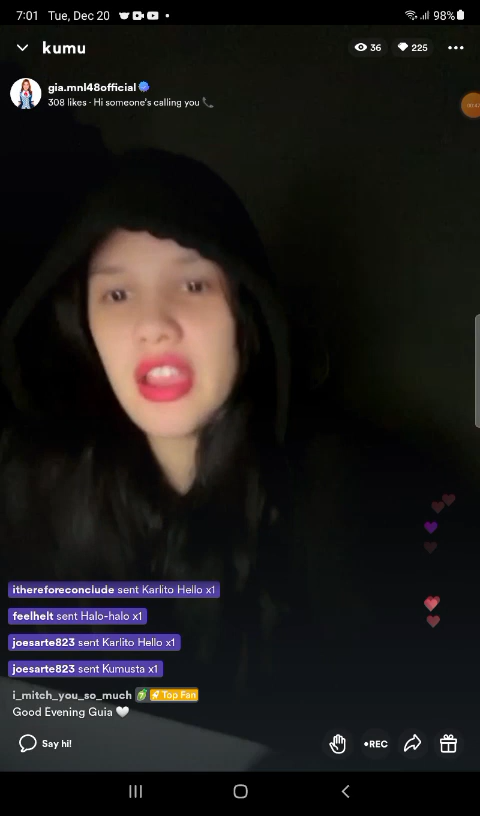 7:01 Tue, Dec 20 98%
kumu 36 225
gia.mnl48official
308 likes · Hi someone's calling you 📞
ithereforeconclude sent Karlito Hello x1
feelhelt sent Halo-halo x1
joesarte823 sent Karlito Hello x1
joesarte823 sent Kumusta x1
i_mitch_you_so_much Top Fan
Good Evening Guia 🤍
Say hi! •REC